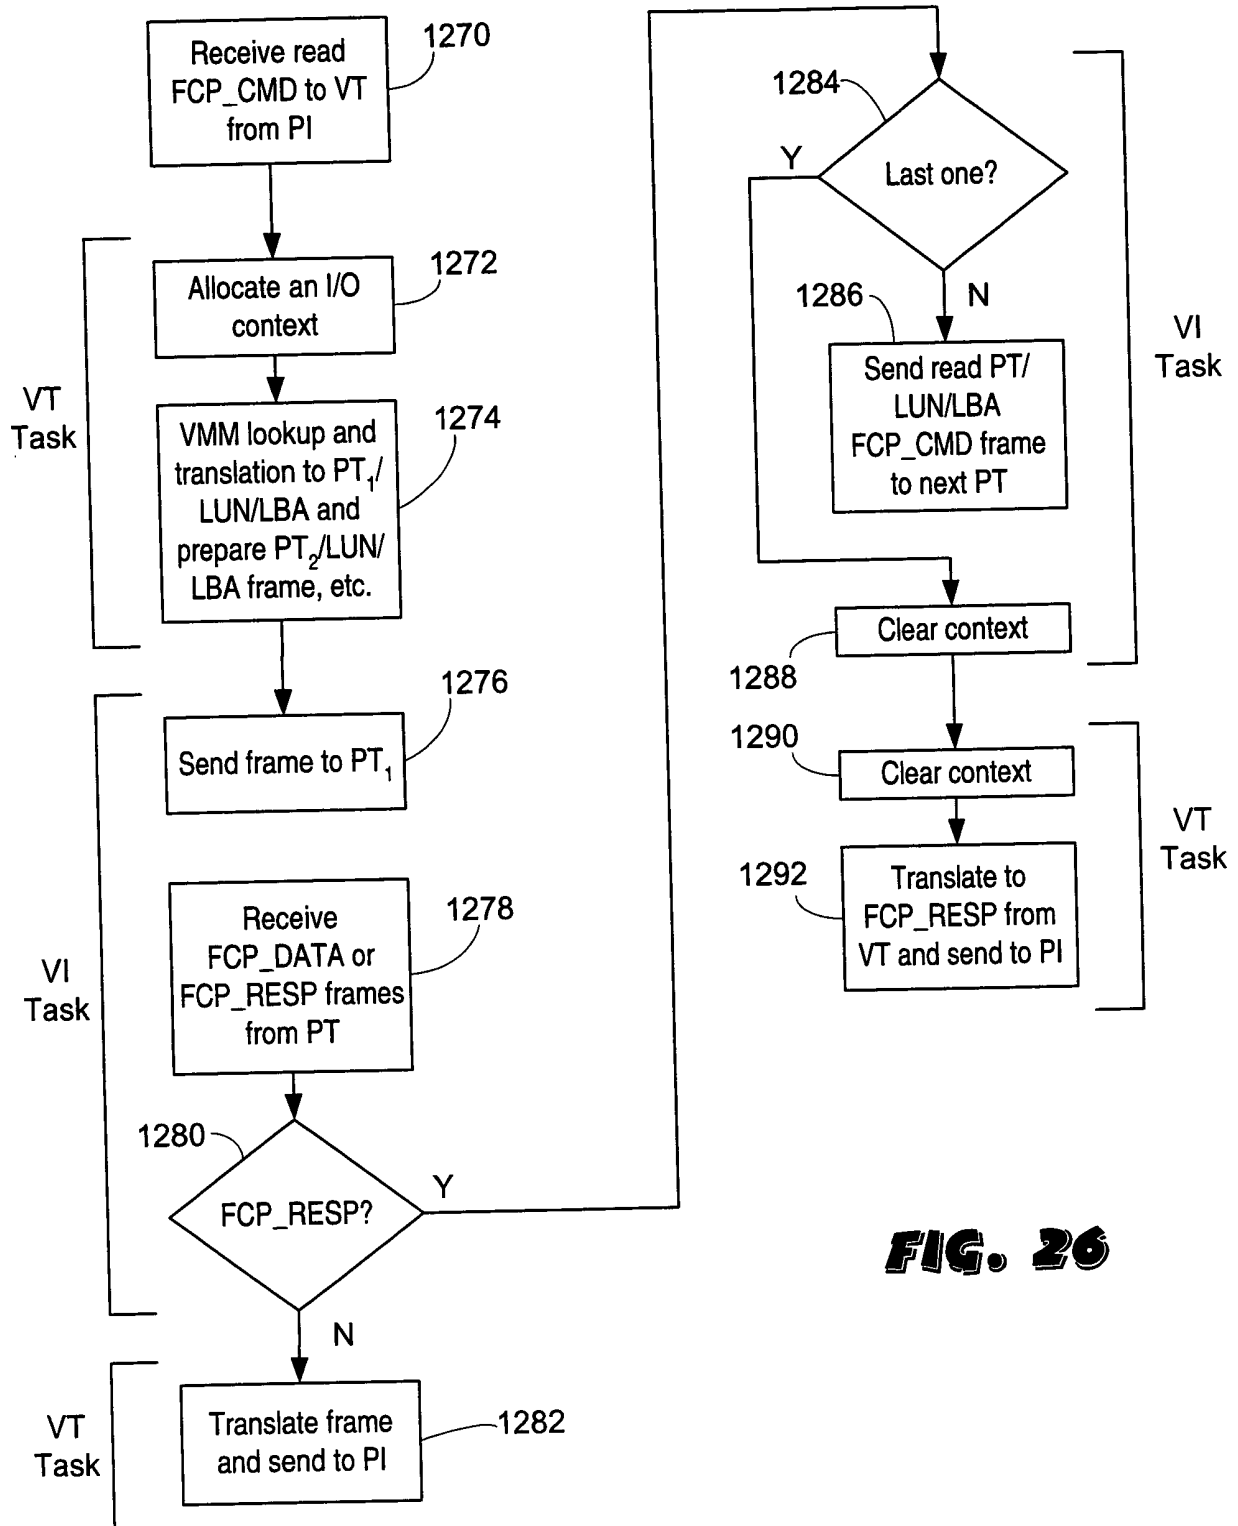 1270
Receive read
FCP_CMD to VT
from PI
1272
Allocate an I/O
context
VT
Task
1274
VMM lookup and
translation to PT1/
LUN/LBA and
prepare PT2/LUN/
LBA frame, etc.
1276
Send frame to PT1
1278
Receive
FCP_DATA or
FCP_RESP frames
from PT
VI
Task
1280
FCP_RESP?
Y
N
1282
Translate frame
and send to PI
VT
Task
1284
Last one?
Y
N
1286
Send read PT/
LUN/LBA
FCP_CMD frame
to next PT
VI
Task
Clear context
1288
1290
Clear context
1292
Translate to
FCP_RESP from
VT and send to PI
VT
Task
FIG. 26